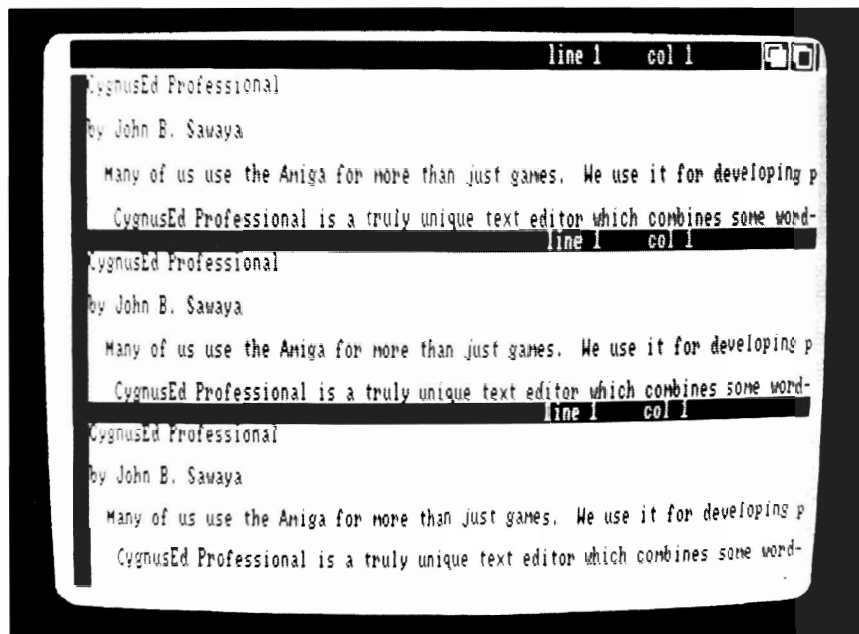 line 1 col 1
CygnusEd Professional
by John B. Sawaya
Many of us use the Amiga for more than just games. We use it for developing p
CygnusEd Professional is a truly unique text editor which combines some word-
line 1 col 1
CygnusEd Professional
by John B. Sawaya
Many of us use the Amiga for more than just games. We use it for developing p
CygnusEd Professional is a truly unique text editor which combines some word-
line 1 col 1
CygnusEd Professional
by John B. Sawaya
Many of us use the Amiga for more than just games. We use it for developing p
CygnusEd Professional is a truly unique text editor which combines some word-